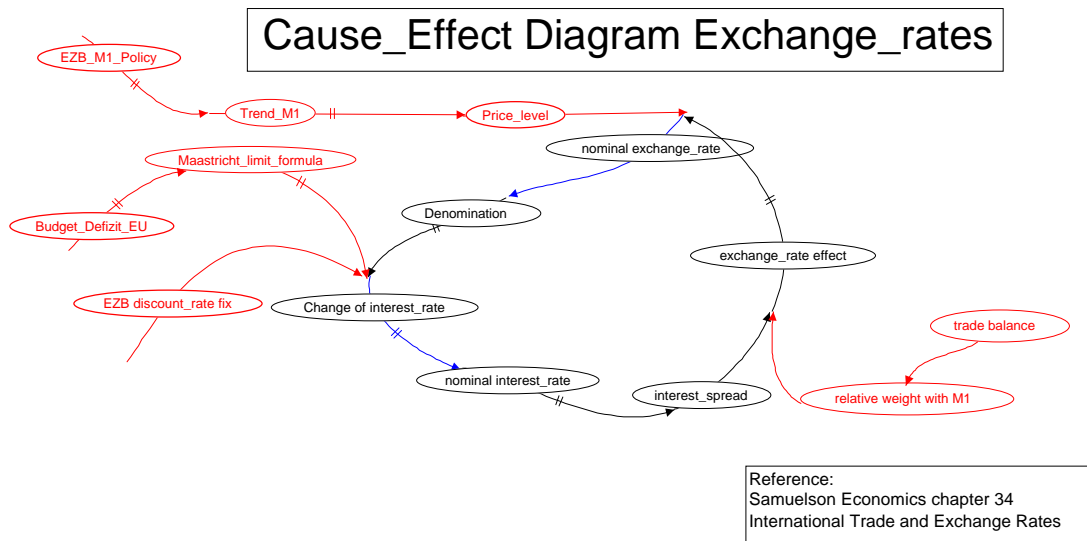 Cause_Effect Diagram Exchange_rates
EZB_M1_Policy
Trend_M1
Price_level
nominal exchange_rate
Maastricht_limit_formula
Denomination
Budget_Defizit_EU
exchange_rate effect
EZB discount_rate fix
Change of interest_rate
trade balance
nominal interest_rate
interest_spread
relative weight with M1
Reference:
Samuelson Economics chapter 34
International Trade and Exchange Rates